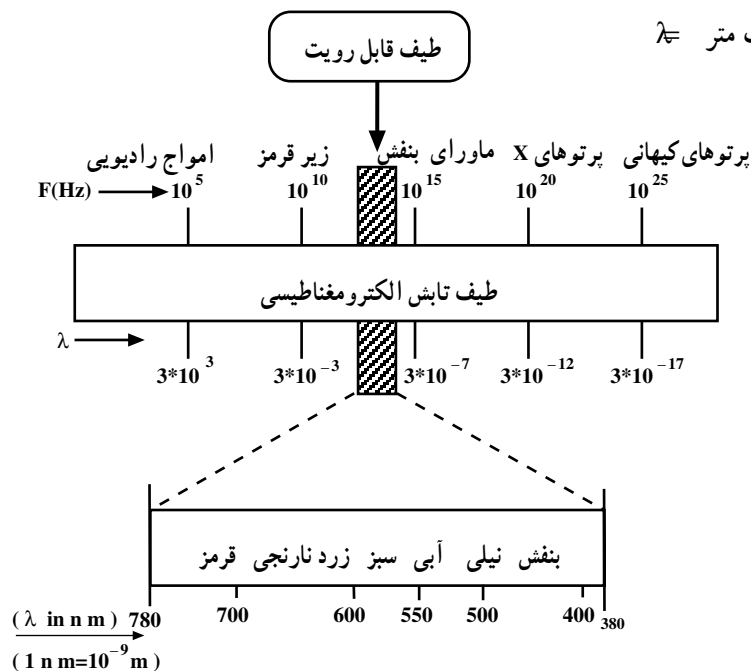 متر λ=
طیف قابل رویت
امواج رادیویی زیر قرمز ماورای بنفش پرتوهای X پرتوهای کیهانی
F(Hz) 10^5 10^10 10^15 10^20 10^25
طیف تابش الکترومغناطیسی
λ
3*10^3 3*10^-3 3*10^-7 3*10^-12 3*10^-17
قرمز نارنجی زرد سبز آبی نیلی بنفش
700 600 550 500 400
(λ in n m) 780 380
(1 n m=10^-9 m)